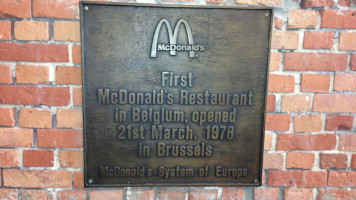 McDonald's
First
McDonald's Restaurant
in Belgium, opened
21st March, 1978
in Brussels
McDonald's System of Europe